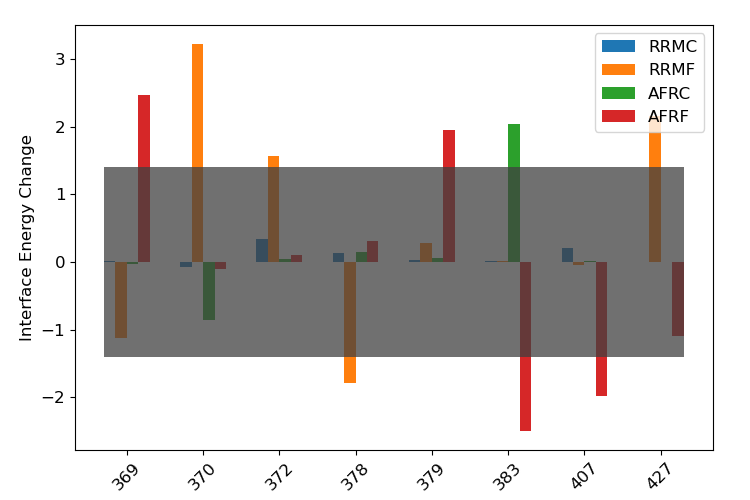 RRMC
RRMF
AFRC
AFRF
Interface Energy Change
3
2
1
0
−1
−2
369 370 372 378 379 383 407 427